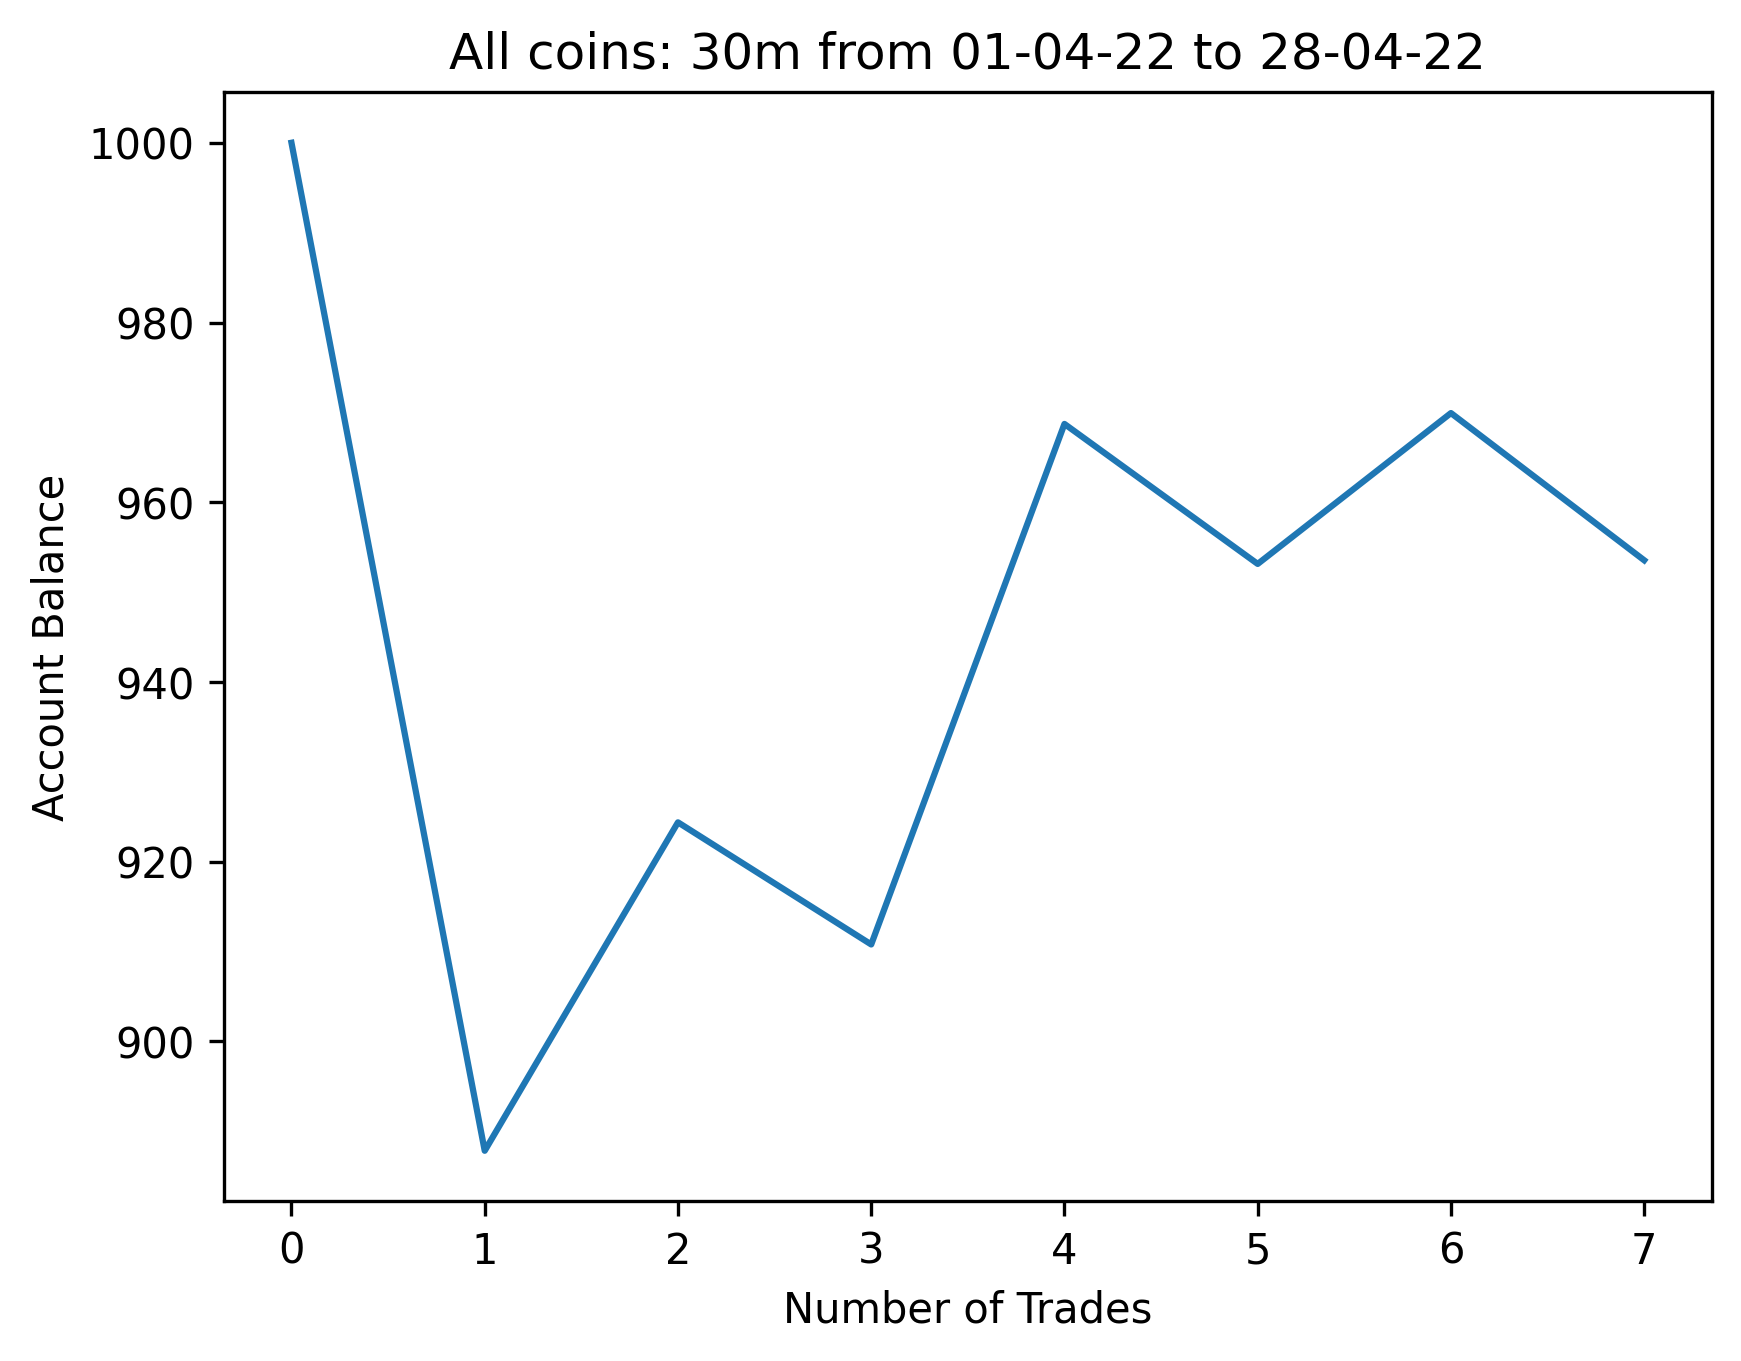 All coins: 30m from 01-04-22 to 28-04-22
1000
980
960
940
920
900
Account Balance
0 1 2 3 4 5 6 7
Number of Trades